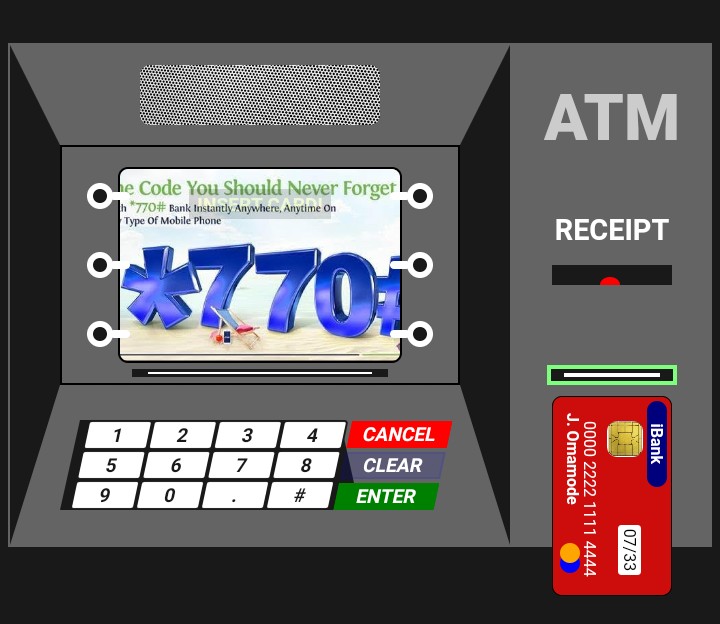 ATM
RECEIPT
e Code You Should Never Forget
h *770# Bank Instantly Anywhere, Anytime On
Type Of Mobile Phone
INSERT CARD!
*770#
1 2 3 4 CANCEL
5 6 7 8 CLEAR
9 0 . # ENTER
iBank
07/33
0000 2222 1111 4444
J. Omamode